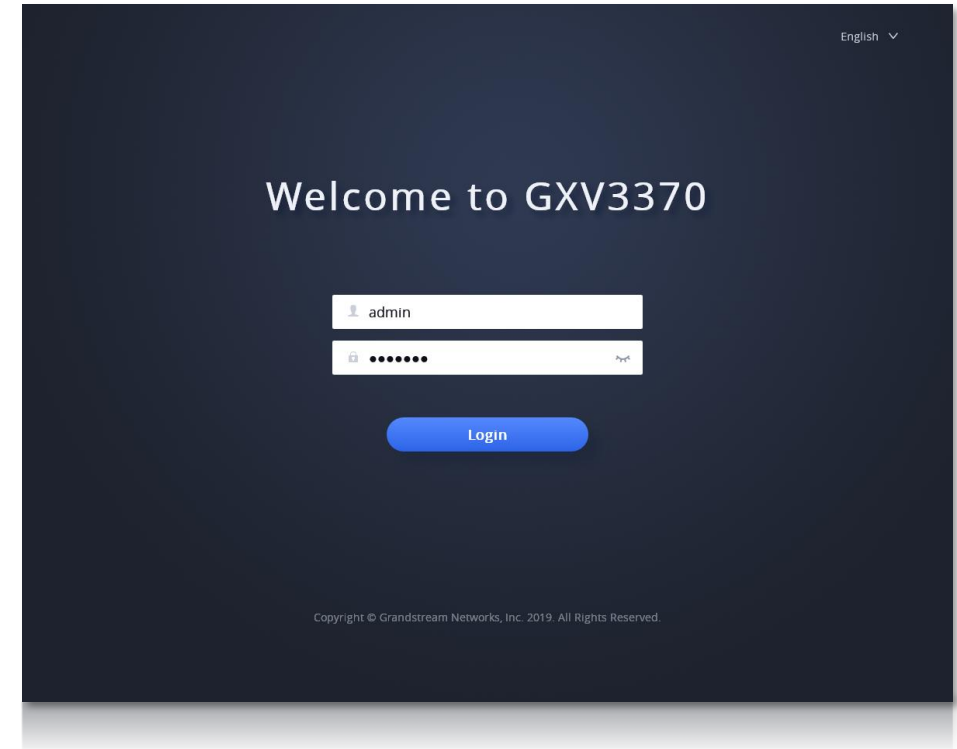 English
Welcome to GXV3370
admin
•••••••
Login
Copyright © Grandstream Networks, Inc. 2019. All Rights Reserved.